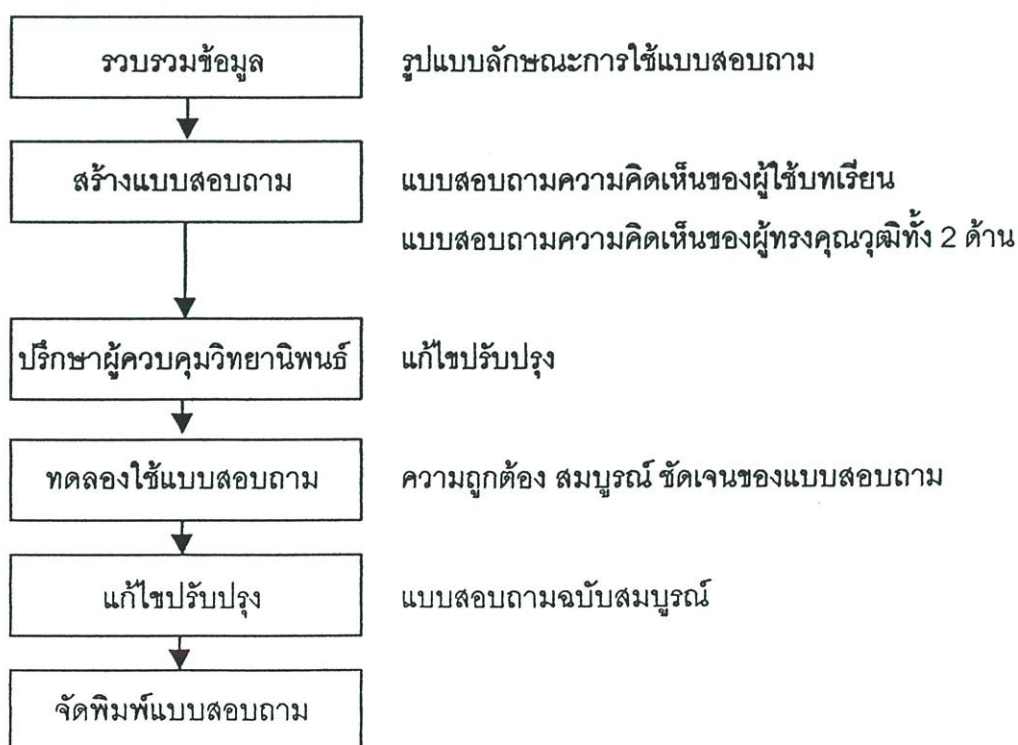 รวบรวมข้อมูล รูปแบบลักษณะการใช้แบบสอบถาม
สร้างแบบสอบถาม แบบสอบถามความคิดเห็นของผู้ใช้บทเรียน
แบบสอบถามความคิดเห็นของผู้ทรงคุณวุฒิทั้ง 2 ด้าน
ปรึกษาผู้ควบคุมวิทยานิพนธ์ แก้ไขปรับปรุง
ทดลองใช้แบบสอบถาม ความถูกต้อง สมบูรณ์ ชัดเจนของแบบสอบถาม
แก้ไขปรับปรุง แบบสอบถามฉบับสมบูรณ์
จัดพิมพ์แบบสอบถาม